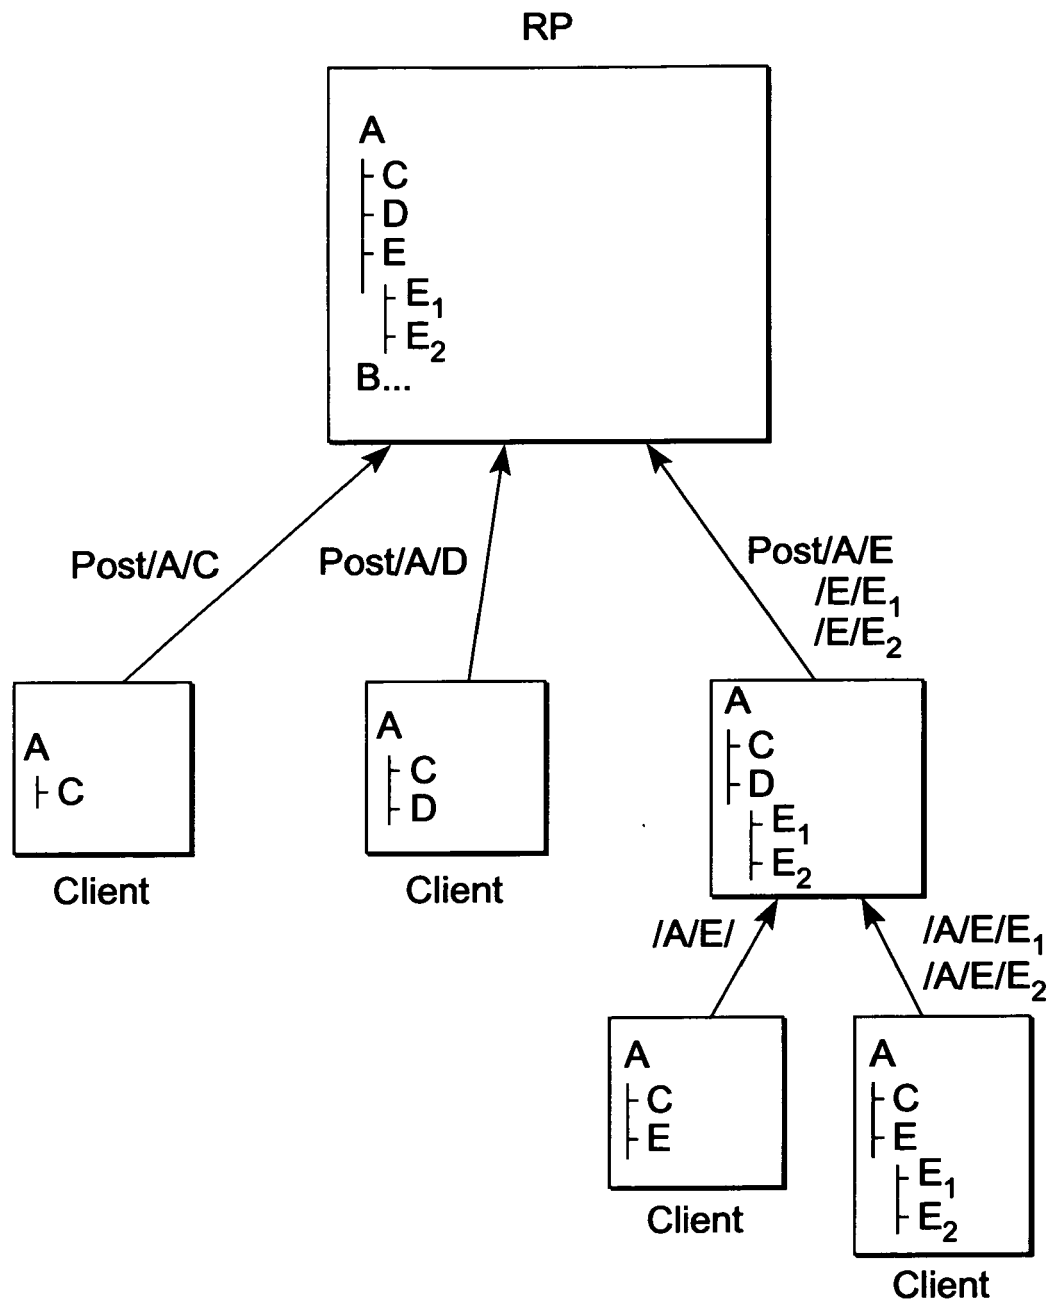 RP
A
C
D
E
E1
E2
B...
Post/A/C
Post/A/D
Post/A/E
/E/E1
/E/E2
A
C
Client
A
C
D
Client
A
C
D
E1
E2
/A/E/
/A/E/E1
/A/E/E2
A
C
E
Client
A
C
E
E1
E2
Client